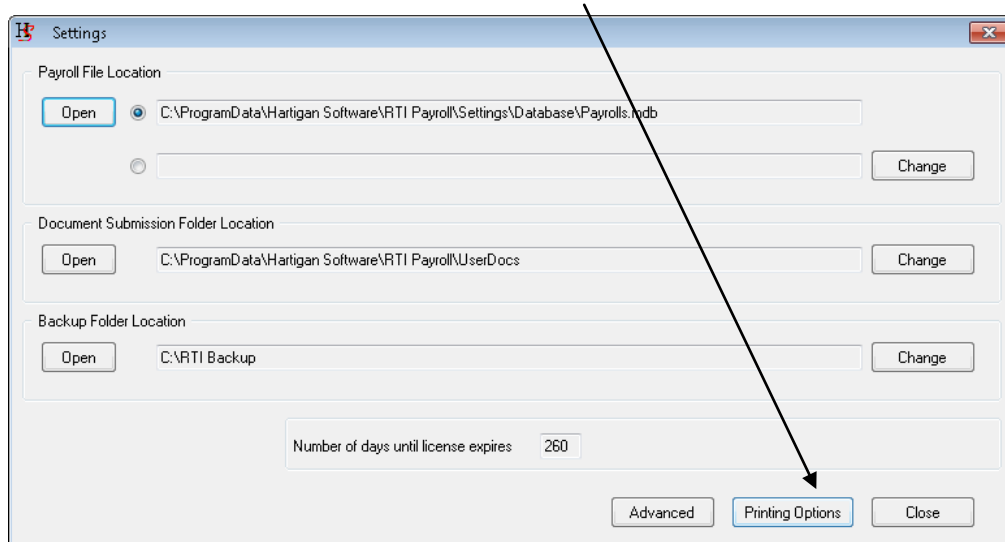 Settings
Payroll File Location
Open C:\ProgramData\Hartigan Software\RTI Payroll\Settings\Database\Payrolls.mdb
Change
Document Submission Folder Location
Open C:\ProgramData\Hartigan Software\RTI Payroll\UserDocs Change
Backup Folder Location
Open C:\RTI Backup Change
Number of days until license expires 260
Advanced Printing Options Close